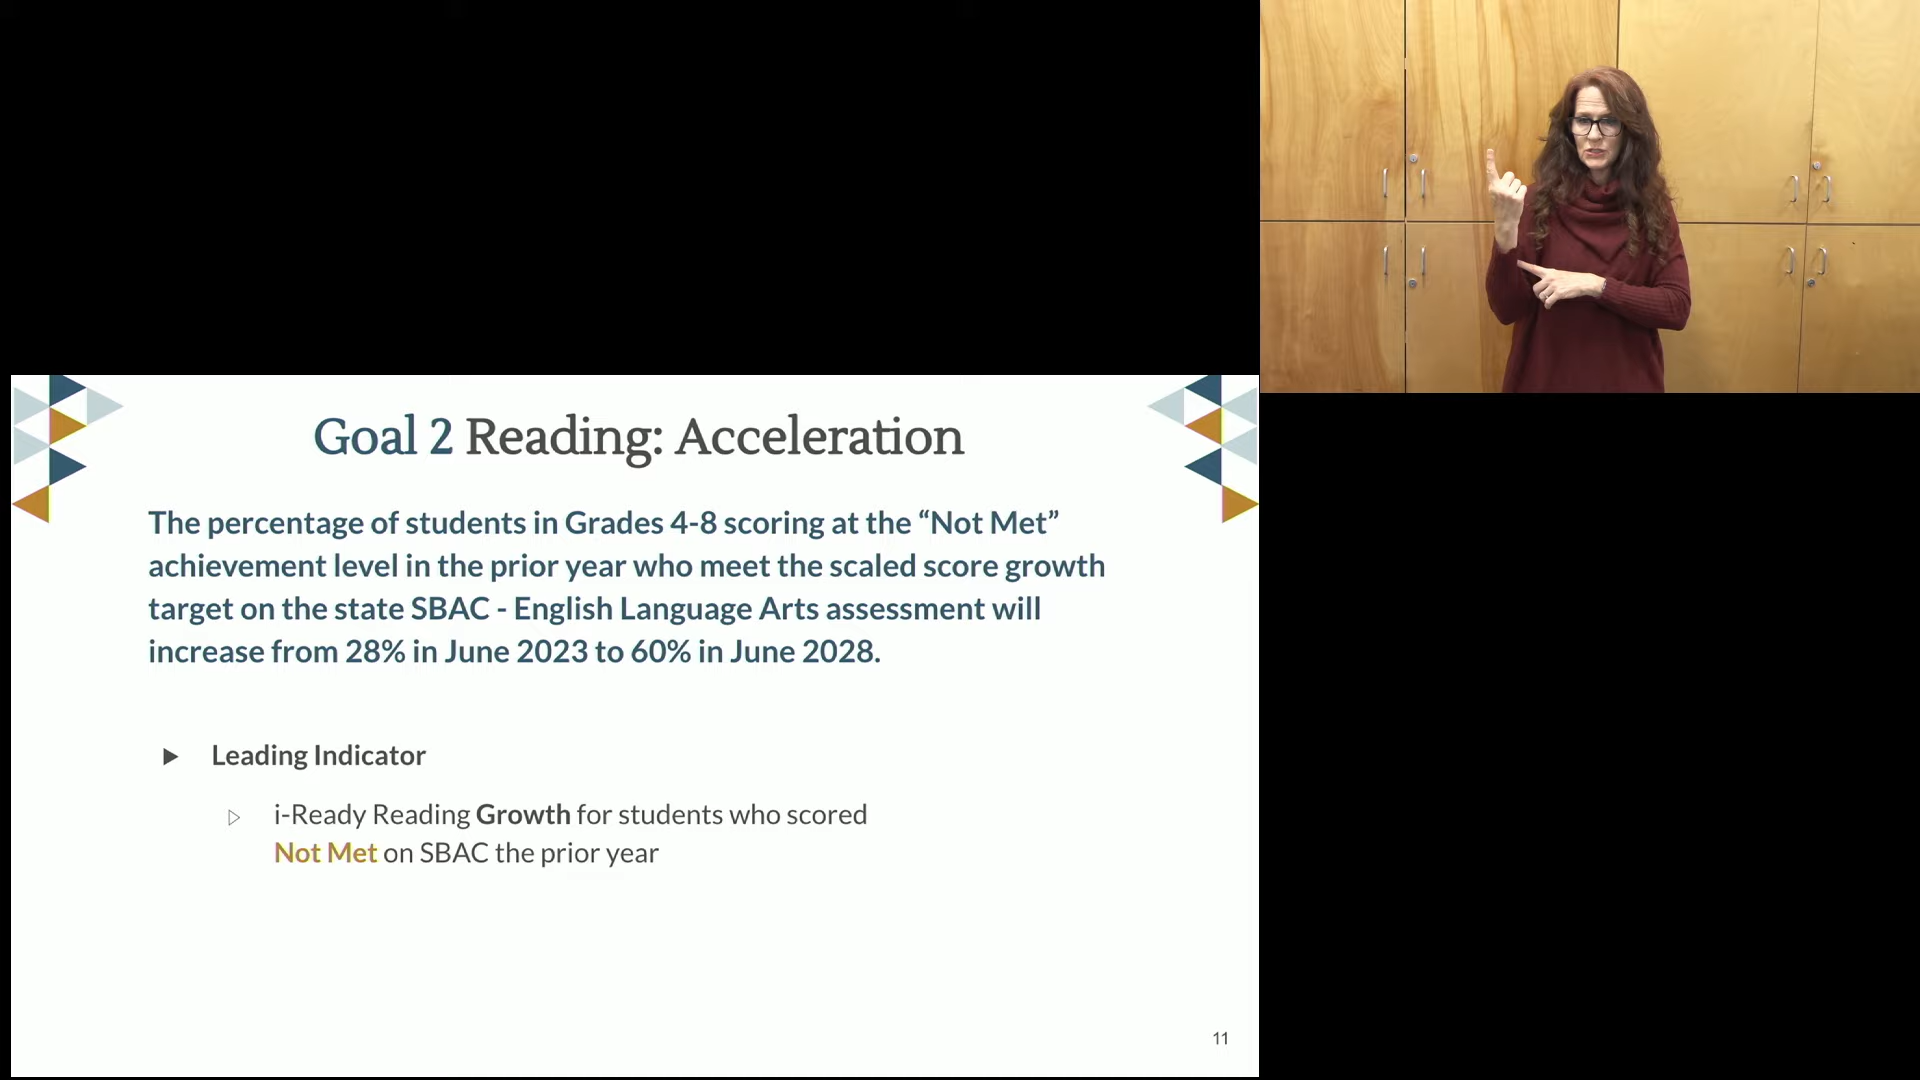 Goal 2 Reading: Acceleration
The percentage of students in Grades 4-8 scoring at the “Not Met”
achievement level in the prior year who meet the scaled score growth
target on the state SBAC - English Language Arts assessment will
increase from 28% in June 2023 to 60% in June 2028.
Leading Indicator
i-Ready Reading Growth for students who scored
Not Met on SBAC the prior year
11